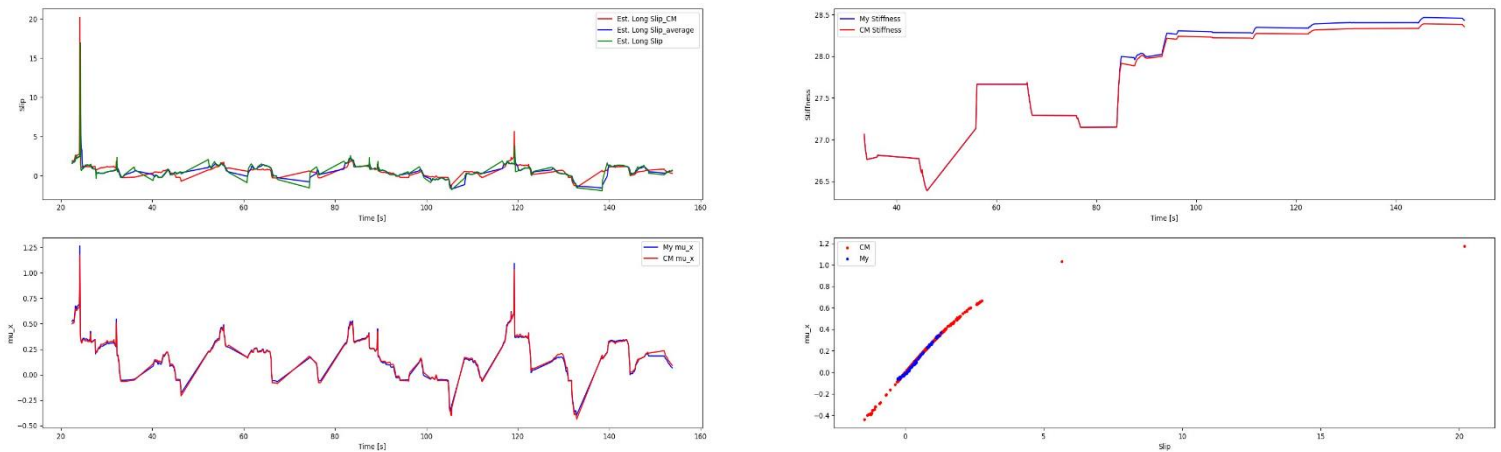 Est. Long Slip_CM
Est. Long Slip_average
Est. Long Slip
Slip
20
15
10
5
0
20 40 60 80 100 120 140 160
Time [s]
My Stiffness
CM Stiffness
Stiffness
28.5
28.0
27.5
27.0
26.5
40 60 80 100 120 140
Time [s]
My mu_x
CM mu_x
mu_x
1.25
1.00
0.75
0.50
0.25
0.00
−0.25
−0.50
20 40 60 80 100 120 140 160
Time [s]
CM
My
mu_x
1.2
1.0
0.8
0.6
0.4
0.2
0.0
−0.2
−0.4
0 5 10 15 20
Slip